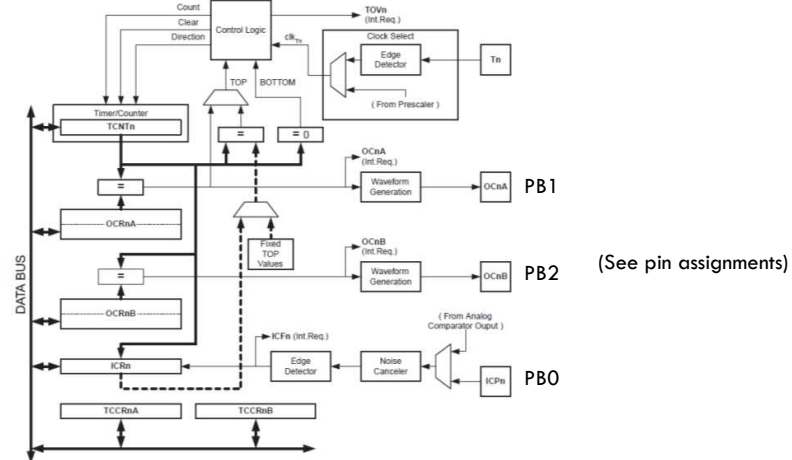 Count
Clear
Direction
Control Logic
TOVn
(Int.Req.)
clkTn
Clock Select
Edge
Detector
Tn
( From Prescaler )
TOP
BOTTOM
Timer/Counter
TCNTn
=
= 0
OCnA
(Int.Req.)
=
Waveform
Generation
OCnA
PB1
OCRnA
Fixed
TOP
Values
OCnB
(Int.Req.)
=
Waveform
Generation
OCnB
PB2
(See pin assignments)
OCRnB
DATA BUS
( From Analog
Comparator Ouput )
ICFn (Int.Req.)
ICRn
Edge
Detector
Noise
Canceler
ICPn
PB0
TCCRnA
TCCRnB